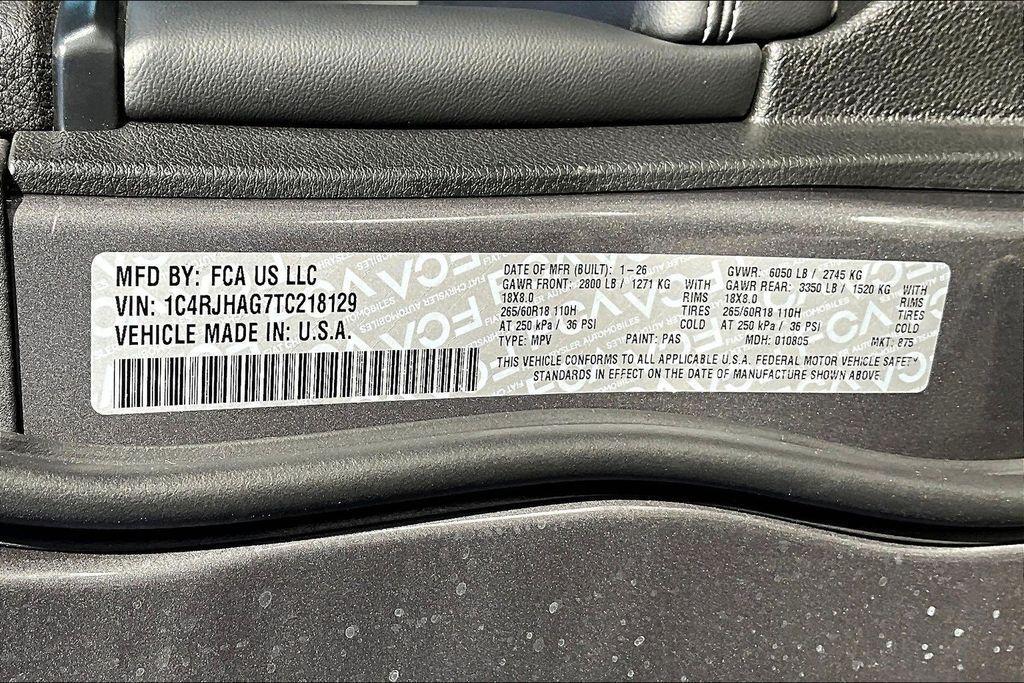 MFD BY: FCA US LLC
VIN: 1C4RJHAG7TC218129
VEHICLE MADE IN: U.S.A.
DATE OF MFR (BUILT): 1-26 GVWR: 6050 LB / 2745 KG
GAWR FRONT: 2800 LB / 1271 KG WITH GAWR REAR: 3350 LB / 1520 KG WITH
18X8.0 RIMS 18X8.0 RIMS
265/60R18 110H TIRES 265/60R18 110H TIRES
AT 250 kPa / 36 PSI COLD AT 250 kPa / 36 PSI COLD
TYPE: MPV PAINT: PAS MDH: 010805 MKT: 875
THIS VEHICLE CONFORMS TO ALL APPLICABLE U.S.A. FEDERAL MOTOR VEHICLE SAFETY
STANDARDS IN EFFECT ON THE DATE OF MANUFACTURE SHOWN ABOVE.